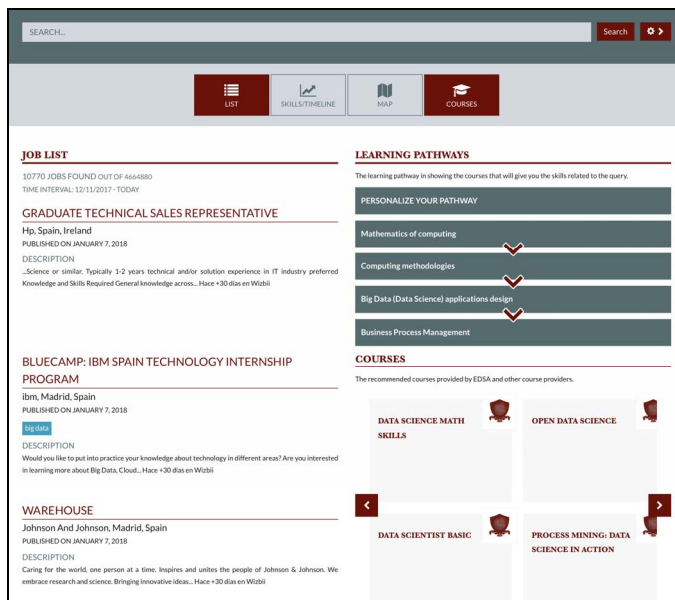 SEARCH...
Search
LIST
SKILLS/TIMELINE
MAP
COURSES
JOB LIST
10770 JOBS FOUND OUT OF 4664880
TIME INTERVAL: 12/11/2017 - TODAY
GRADUATE TECHNICAL SALES REPRESENTATIVE
Hp, Spain, Ireland
PUBLISHED ON JANUARY 7, 2018
DESCRIPTION
...Science or similar. Typically 1-2 years technical and/or solution experience in IT industry preferred
Knowledge and Skills Required General knowledge across... Hace +30 días en Wizbii
BLUECAMP: IBM SPAIN TECHNOLOGY INTERNSHIP
PROGRAM
ibm, Madrid, Spain
PUBLISHED ON JANUARY 7, 2018
big data
DESCRIPTION
Would you like to put into practice your knowledge about technology in different areas? Are you interested
in learning more about Big Data, Cloud... Hace +30 días en Wizbii
WAREHOUSE
Johnson And Johnson, Madrid, Spain
PUBLISHED ON JANUARY 7, 2018
DESCRIPTION
Caring for the world, one person at a time. Inspires and unites the people of Johnson & Johnson. We
embrace research and science. Bringing innovative ideas... Hace +30 días en Wizbii
LEARNING PATHWAYS
The learning pathway in showing the courses that will give you the skills related to the query.
PERSONALIZE YOUR PATHWAY
Mathematics of computing
Computing methodologies
Big Data (Data Science) applications design
Business Process Management
COURSES
The recommended courses provided by EDSA and other course providers.
DATA SCIENCE MATH
SKILLS
OPEN DATA SCIENCE
DATA SCIENTIST BASIC
PROCESS MINING: DATA
SCIENCE IN ACTION